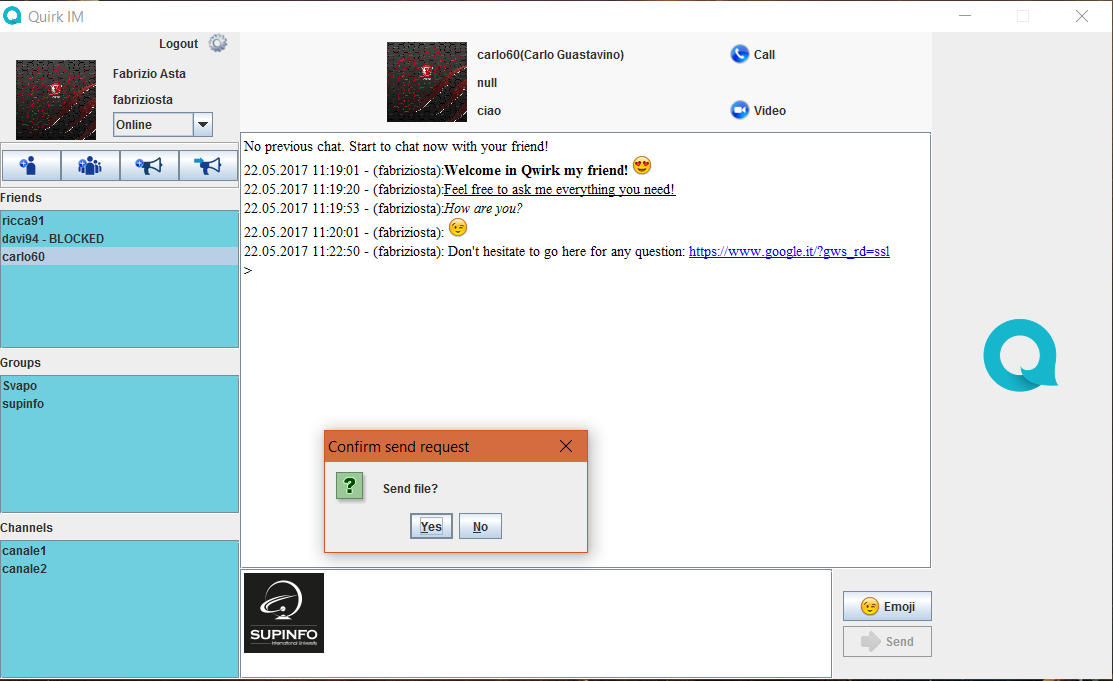 Quirk IM
Logout
Fabrizio Asta
fabriziosta
Online
Friends
ricca91
davi94 - BLOCKED
carlo60
Groups
Svapo
supinfo
Channels
canale1
canale2
carlo60(Carlo Guastavino)
null
ciao
Call
Video
No previous chat. Start to chat now with your friend!
22.05.2017 11:19:01 - (fabriziosta):Welcome in Qwirk my friend!
22.05.2017 11:19:20 - (fabriziosta):Feel free to ask me everything you need!
22.05.2017 11:19:53 - (fabriziosta):How are you?
22.05.2017 11:20:01 - (fabriziosta):
22.05.2017 11:22:50 - (fabriziosta): Don't hesitate to go here for any question: https://www.google.it/?gws_rd=ssl
>
Confirm send request
?
Send file?
Yes
No
SUPINFO
International University
Emoji
Send